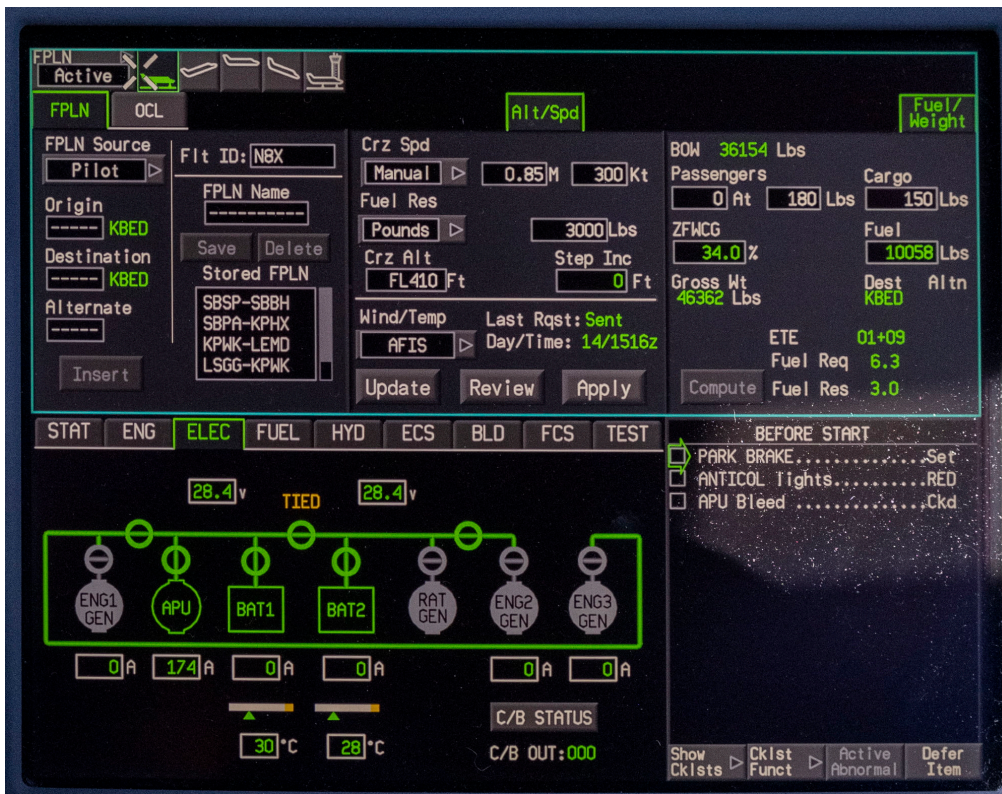 FPLN
Active
FPLN OCL Alt/Spd Fuel/
Weight
FPLN Source
Pilot
Origin
----- KBED
Destination
----- KBED
Alternate
-----
Insert
Flt ID: N8X
FPLN Name
----------
Save Delete
Stored FPLN
SBSP-SBBH
SBPA-KPHX
KPWK-LEMD
LSGG-KPWK
Crz Spd
Manual 0.85 M 300 Kt
Fuel Res
Pounds 3000 Lbs
Crz Alt Step Inc
FL410 Ft 0 Ft
Wind/Temp Last Rqst: Sent
AFIS Day/Time: 14/1516z
Update Review Apply
BOW 36154 Lbs
Passengers Cargo
0 At 180 Lbs 150 Lbs
ZFWCG Fuel
34.0 % 10058 Lbs
Gross Wt Dest Altn
46362 Lbs KBED
ETE 01+09
Fuel Req 6.3
Compute Fuel Res 3.0
STAT ENG ELEC FUEL HYD ECS BLD FCS TEST
28.4 v TIED 28.4 v
ENG1
GEN
APU
BAT1
BAT2
RAT
GEN
ENG2
GEN
ENG3
GEN
0 A 174 A 0 A 0 A 0 A 0 A
30 °C 28 °C
C/B STATUS
C/B OUT:000
BEFORE START
PARK BRAKE..............Set
ANTICOL lights..........RED
APU Bleed ..............Ckd
Show
Cklsts
Cklst
Funct
Active
Abnormal
Defer
Item